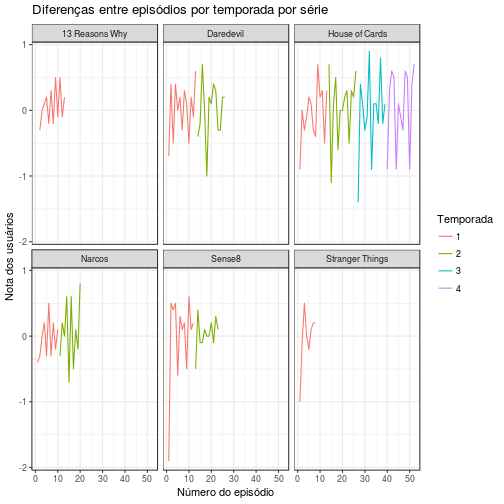 Diferenças entre episódios por temporada por série
13 Reasons Why
Daredevil
House of Cards
1
0
-1
-2
Narcos
Sense8
Stranger Things
1
0
-1
-2
0 10 20 30 40 50
0 10 20 30 40 50
0 10 20 30 40 50
Número do episódio
Nota dos usuários
Temporada
1
2
3
4